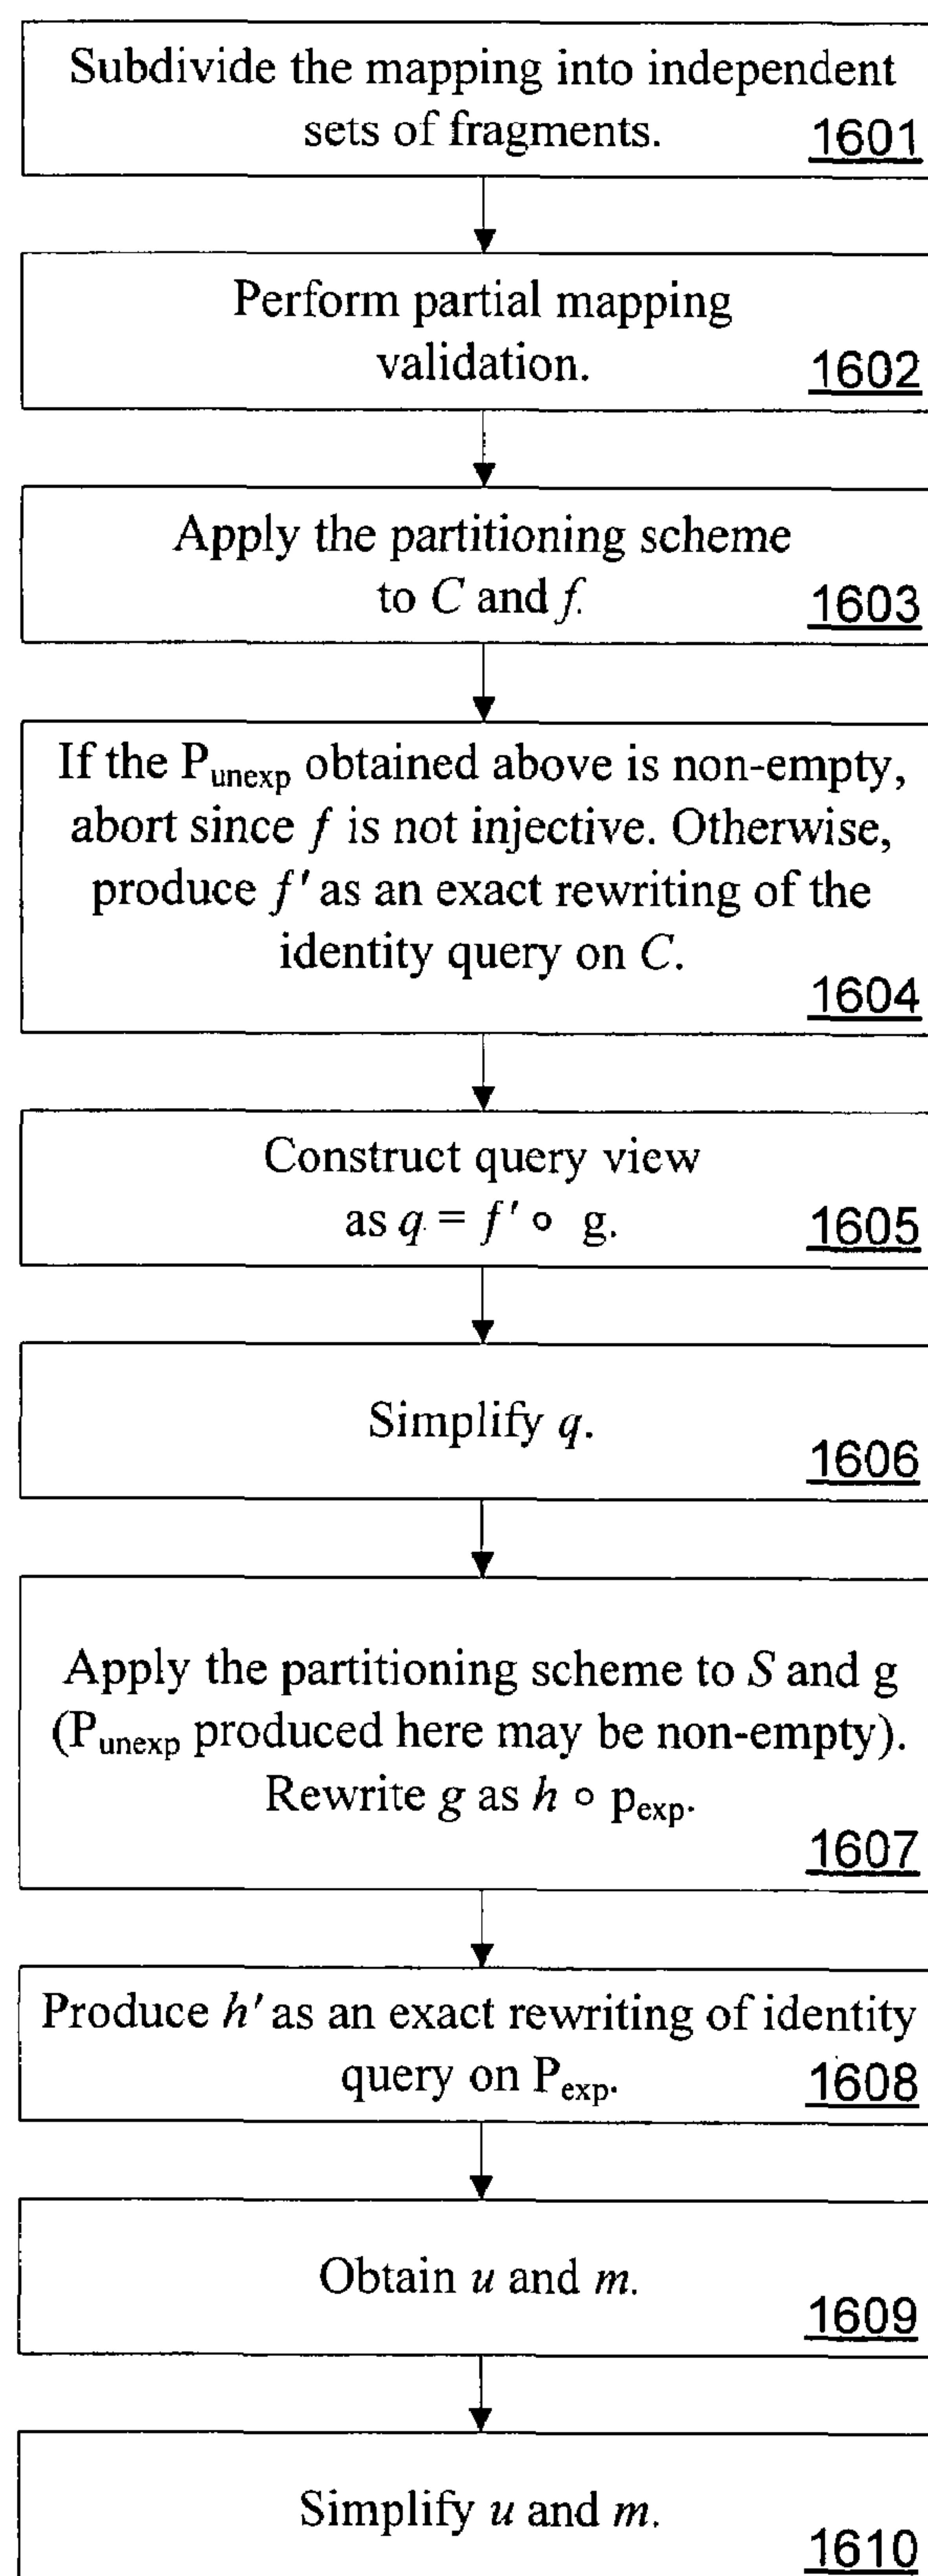 Subdivide the mapping into independent
sets of fragments.
1601
Perform partial mapping
validation.
1602
Apply the partitioning scheme
to C and f.
1603
If the Punexp obtained above is non-empty,
abort since f is not injective. Otherwise,
produce f' as an exact rewriting of the
identity query on C.
1604
Construct query view
as q = f' ∘ g.
1605
Simplify q.
1606
Apply the partitioning scheme to S and g
(Punexp produced here may be non-empty).
Rewrite g as h ∘ pexp.
1607
Produce h' as an exact rewriting of identity
query on Pexp.
1608
Obtain u and m.
1609
Simplify u and m.
1610